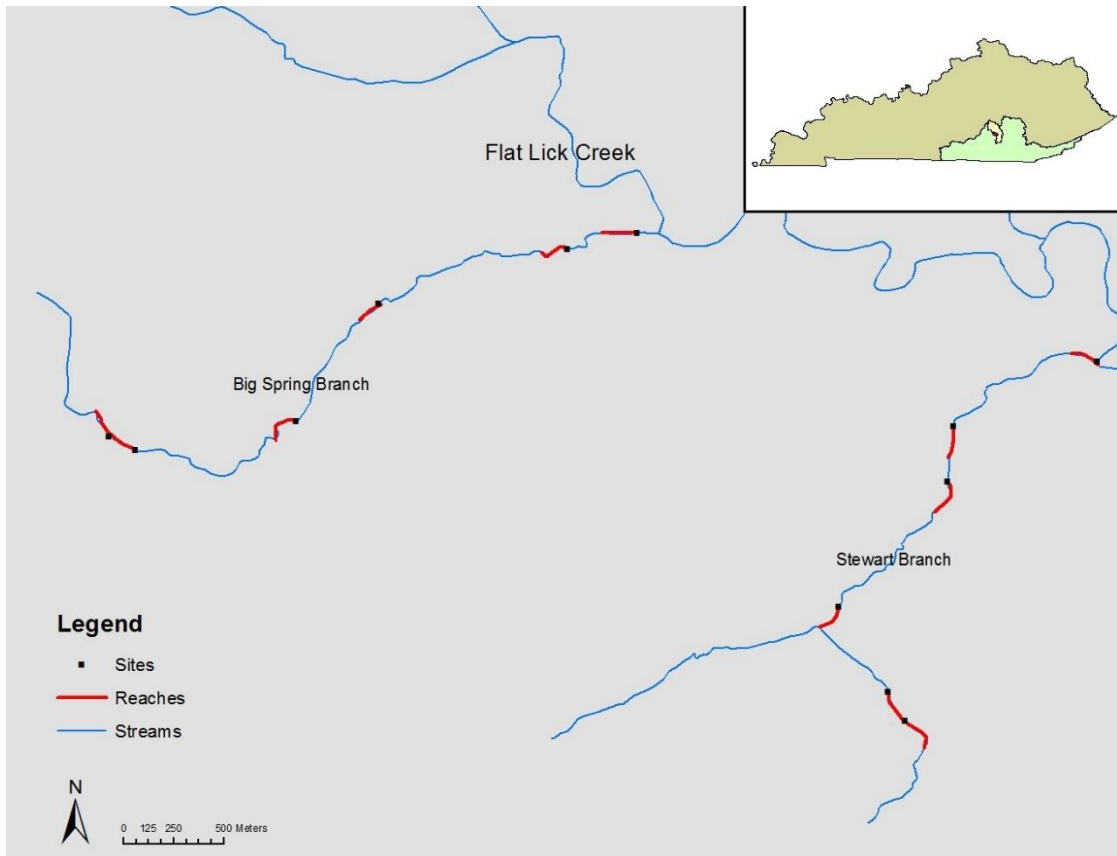 Flat Lick Creek
Big Spring Branch
Stewart Branch
Legend
Sites
Reaches
Streams
N
0 125 250 500 Meters